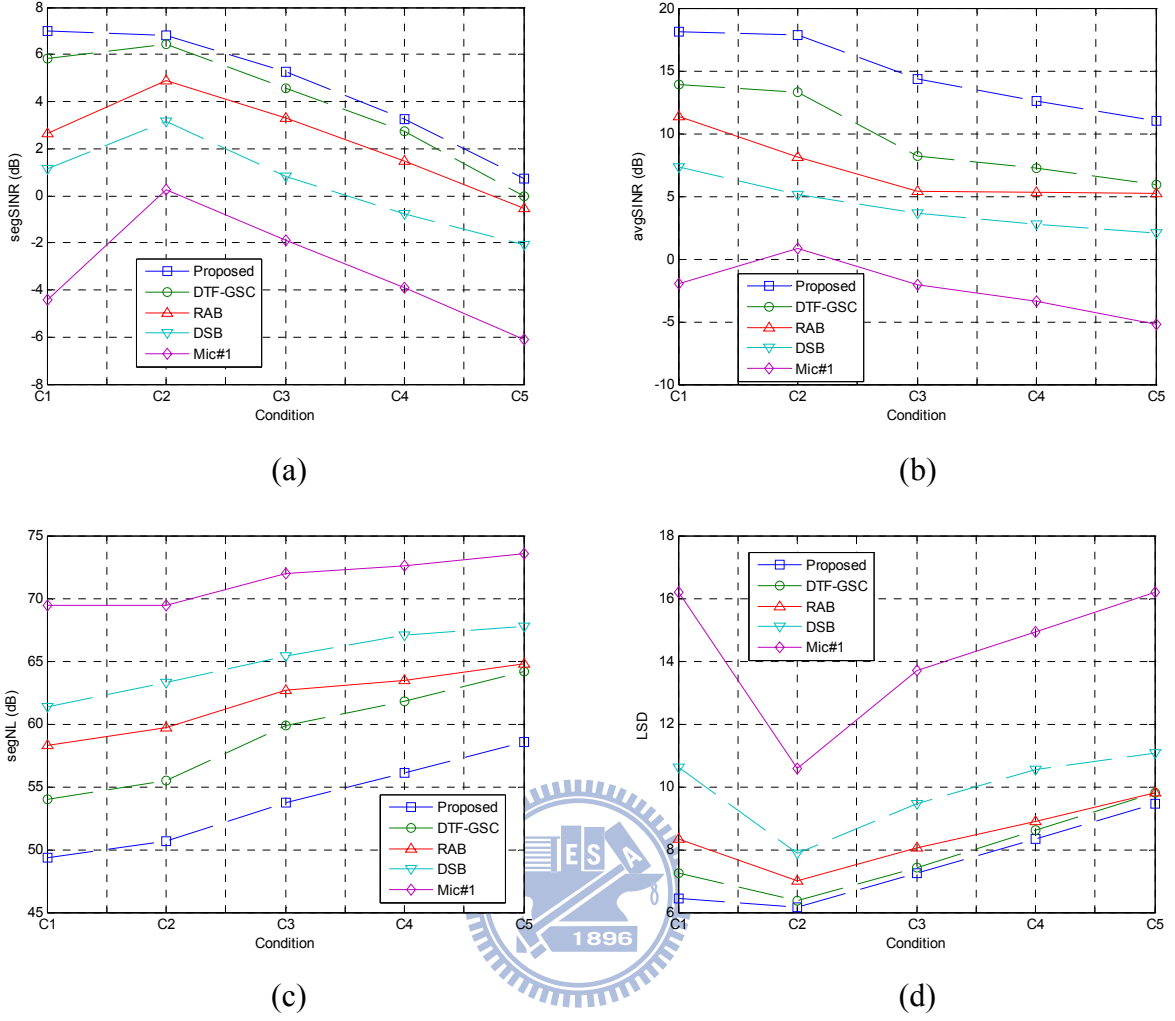 8
6
4
2
0
-2
-4
-6
-8
segSINR (dB)
C1 C2 C3 C4 C5
Condition
Proposed
DTF-GSC
RAB
DSB
Mic#1
(a)
20
15
10
5
0
-5
-10
avgSINR (dB)
C1 C2 C3 C4 C5
Condition
Proposed
DTF-GSC
RAB
DSB
Mic#1
(b)
75
70
65
60
55
50
45
segNL (dB)
C1 C2 C3 C4 C5
Condition
Proposed
DTF-GSC
RAB
DSB
Mic#1
(c)
18
16
14
12
10
8
6
LSD
C1 C2 C3 C4 C5
Condition
Proposed
DTF-GSC
RAB
DSB
Mic#1
(d)
E S A
1896